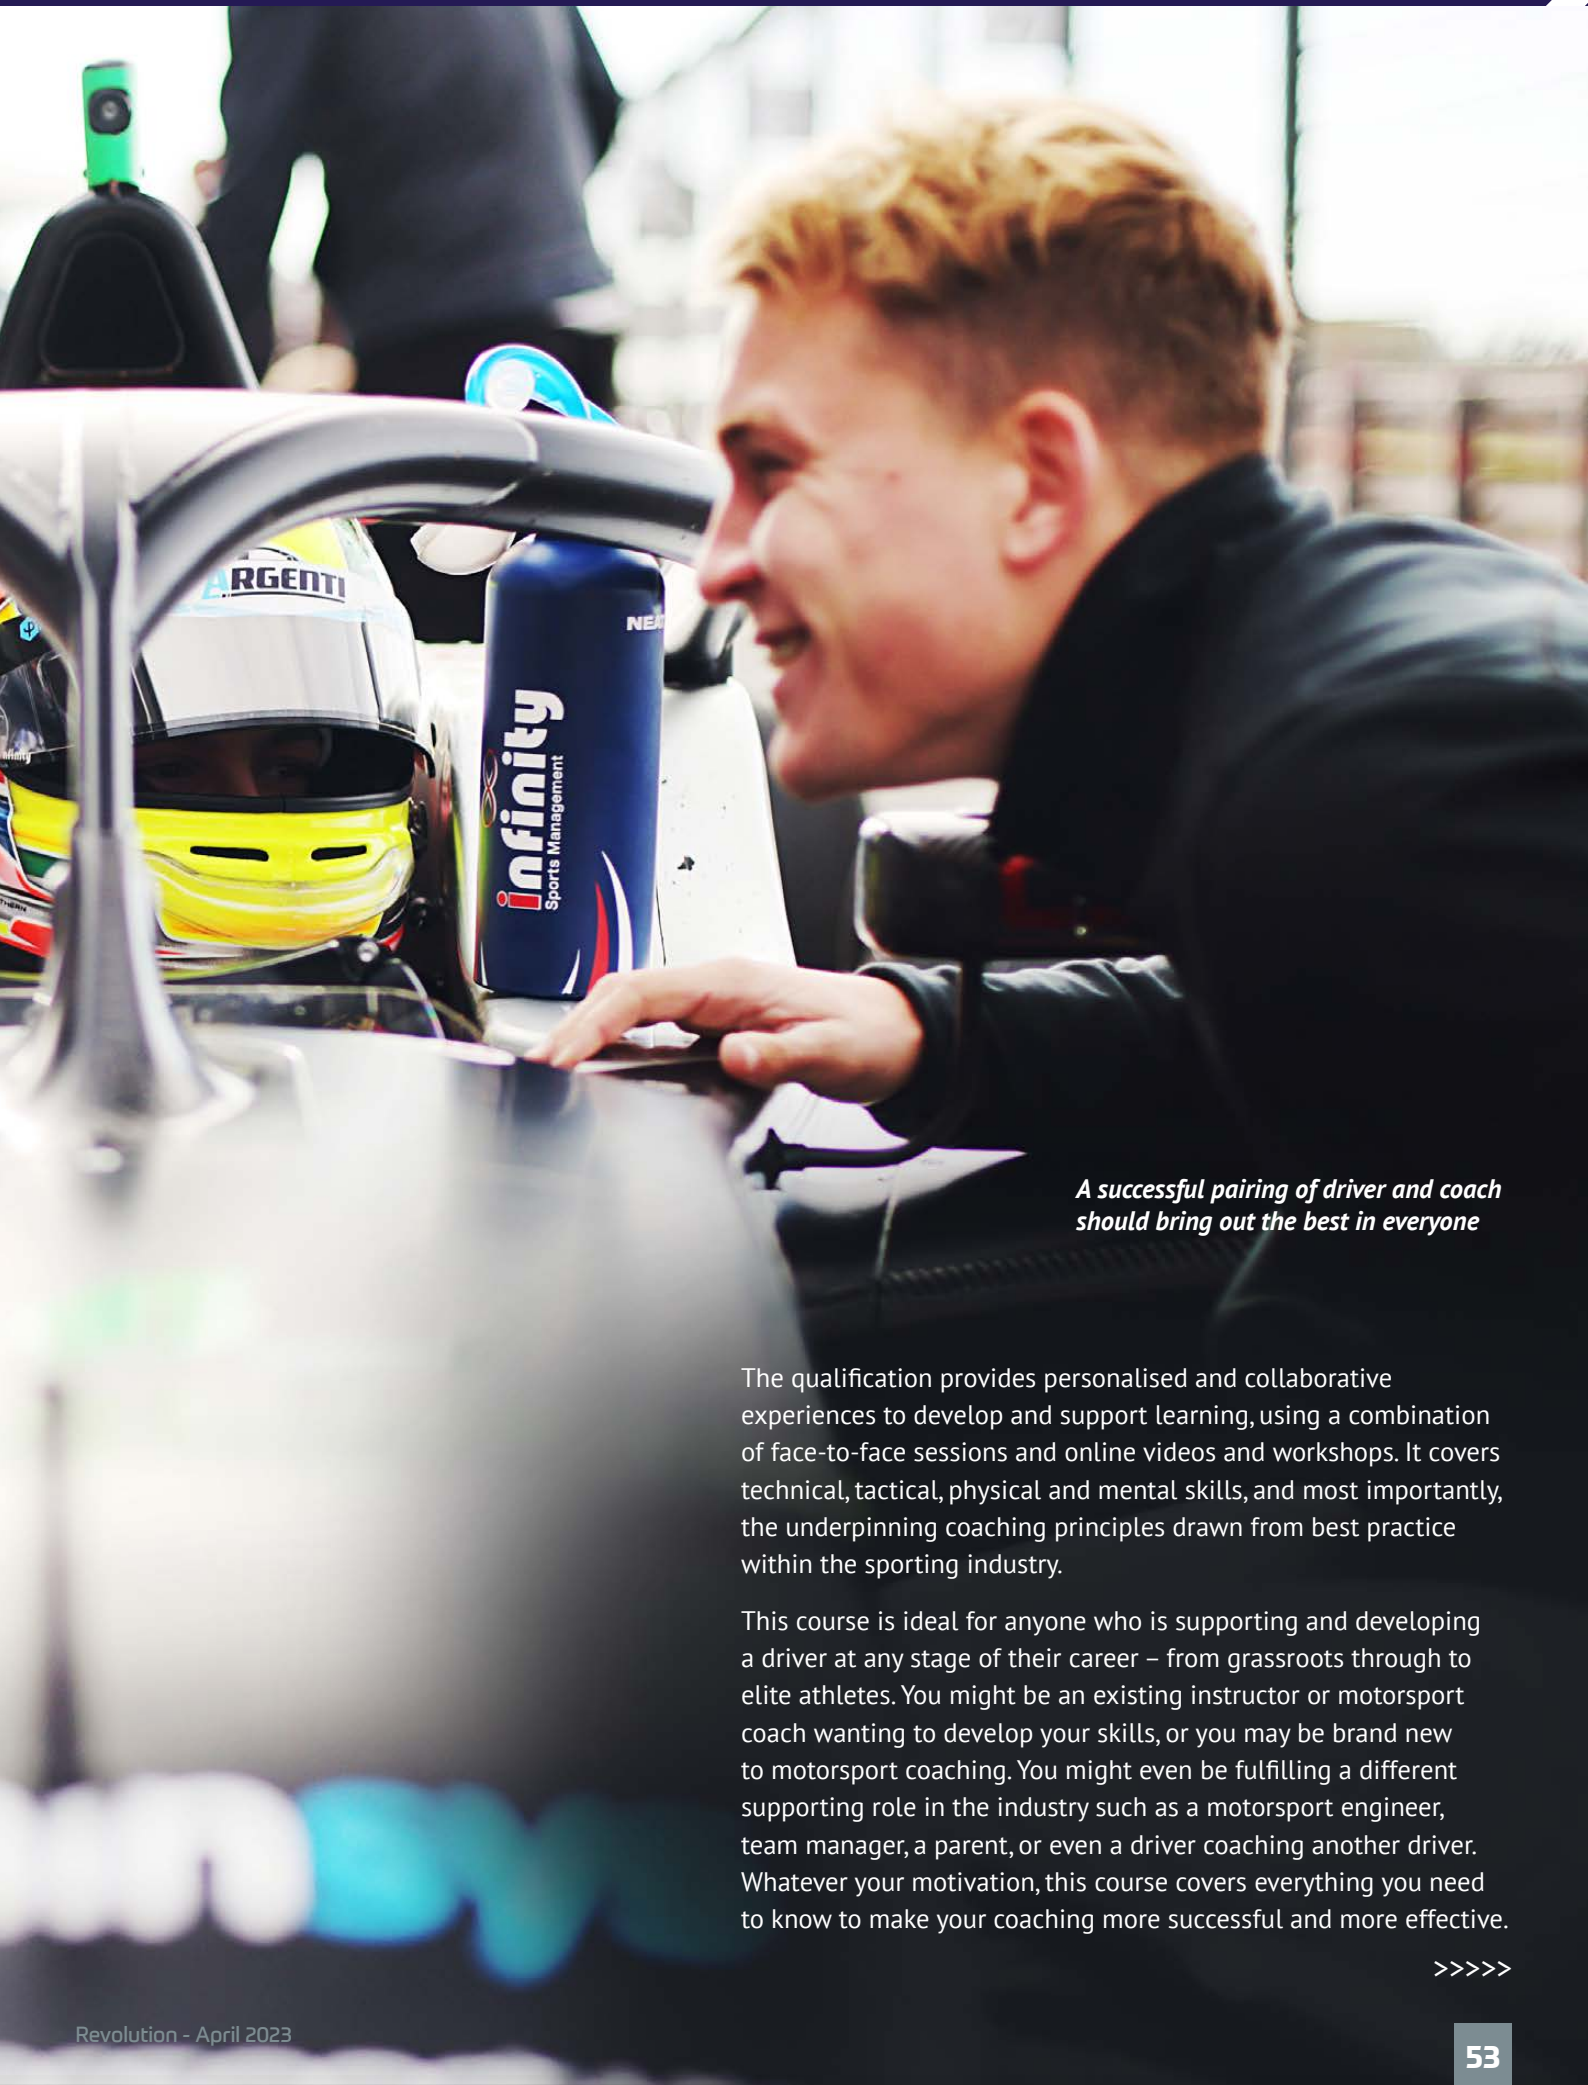 ARGENTI
infinity
Sports Management
A successful pairing of driver and coach
should bring out the best in everyone
The qualification provides personalised and collaborative
experiences to develop and support learning, using a combination
of face-to-face sessions and online videos and workshops. It covers
technical, tactical, physical and mental skills, and most importantly,
the underpinning coaching principles drawn from best practice
within the sporting industry.
This course is ideal for anyone who is supporting and developing
a driver at any stage of their career – from grassroots through to
elite athletes. You might be an existing instructor or motorsport
coach wanting to develop your skills, or you may be brand new
to motorsport coaching. You might even be fulfilling a different
supporting role in the industry such as a motorsport engineer,
team manager, a parent, or even a driver coaching another driver.
Whatever your motivation, this course covers everything you need
to know to make your coaching more successful and more effective.
>>>>>
Revolution - April 2023
53